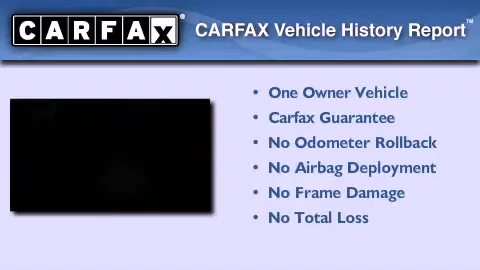 CARFAX® CARFAX Vehicle History Report™
• One Owner Vehicle
• Carfax Guarantee
• No Odometer Rollback
• No Airbag Deployment
• No Frame Damage
• No Total Loss